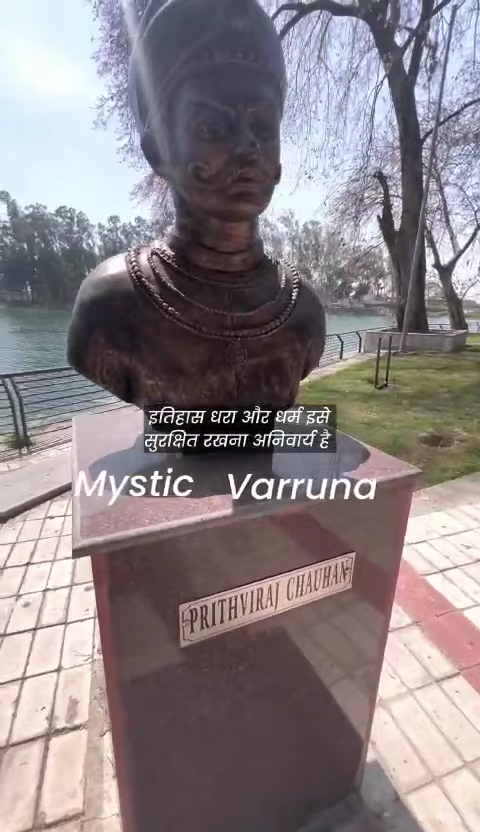 इतिहास धरा और धर्म इसे
सुरक्षित रखना अनिवार्य है
Mystic Varruna
PRITHVIRAJ CHAUHAN